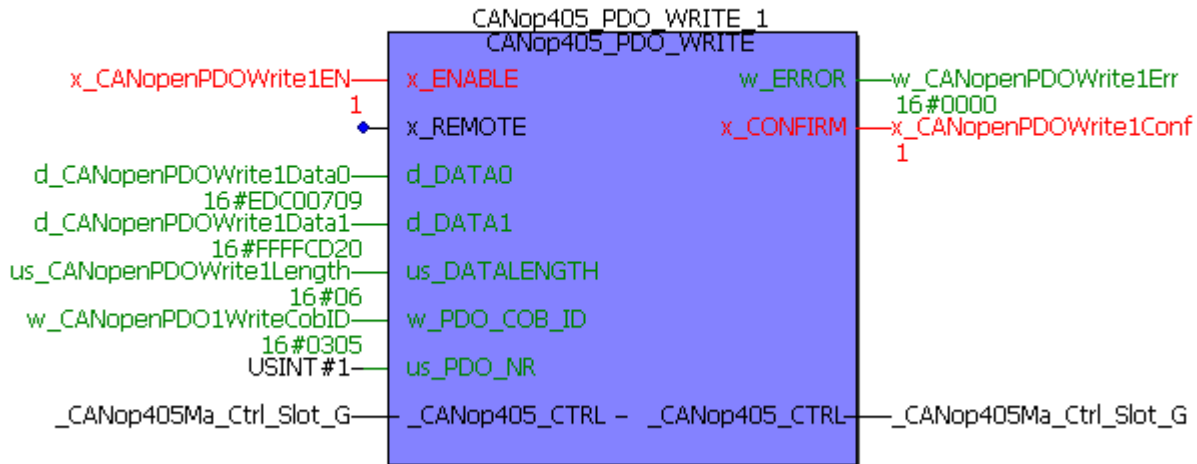 CANop405_PDO_WRITE_1
CANop405_PDO_WRITE
x_CANopenPDOWrite1EN x_ENABLE w_ERROR w_CANopenPDOWrite1Err
1 16#0000
x_REMOTE x_CONFIRM x_CANopenPDOWrite1Conf
1
d_CANopenPDOWrite1Data0 d_DATA0
16#EDC00709
d_CANopenPDOWrite1Data1 d_DATA1
16#FFFFCD20
us_CANopenPDOWrite1Length us_DATALENGTH
16#06
w_CANopenPDO1WriteCobID w_PDO_COB_ID
16#0305
USINT#1 us_PDO_NR
_CANop405Ma_Ctrl_Slot_G _CANop405_CTRL – _CANop405_CTRL _CANop405Ma_Ctrl_Slot_G